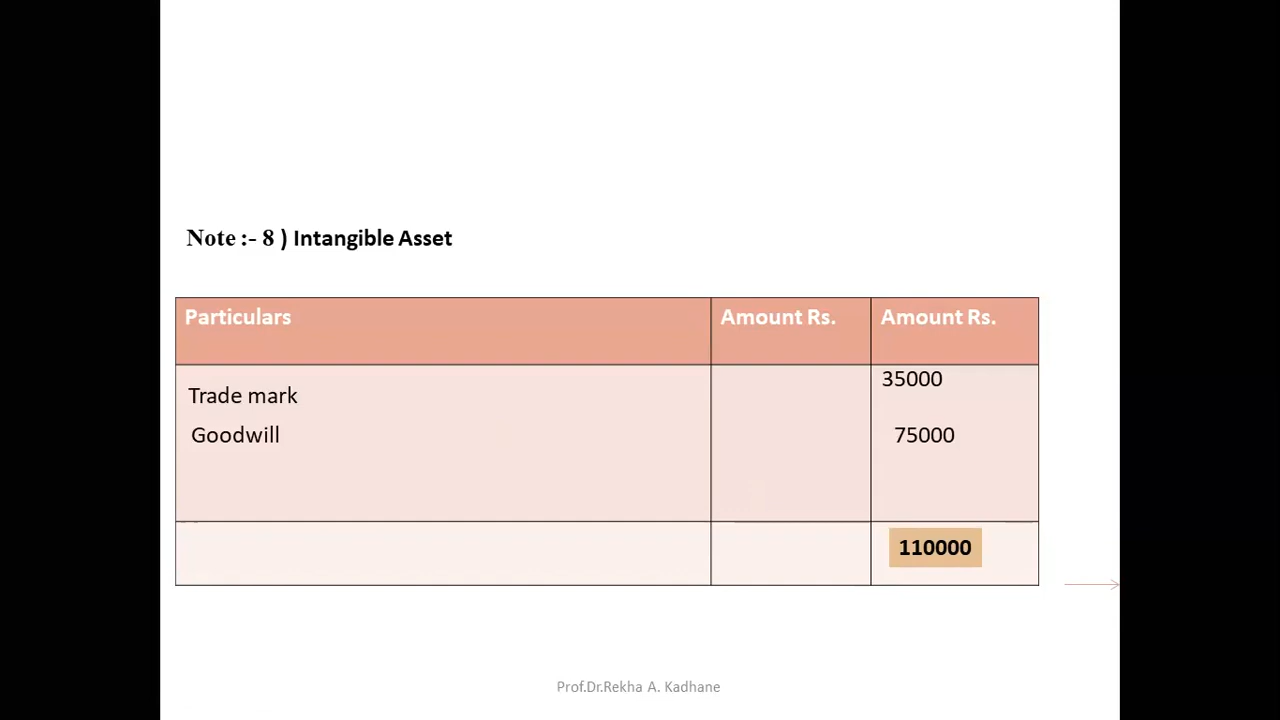 Note :- 8 ) Intangible Asset
Particulars Amount Rs. Amount Rs.
Trade mark 35000
Goodwill 75000
110000
Prof.Dr.Rekha A. Kadhane